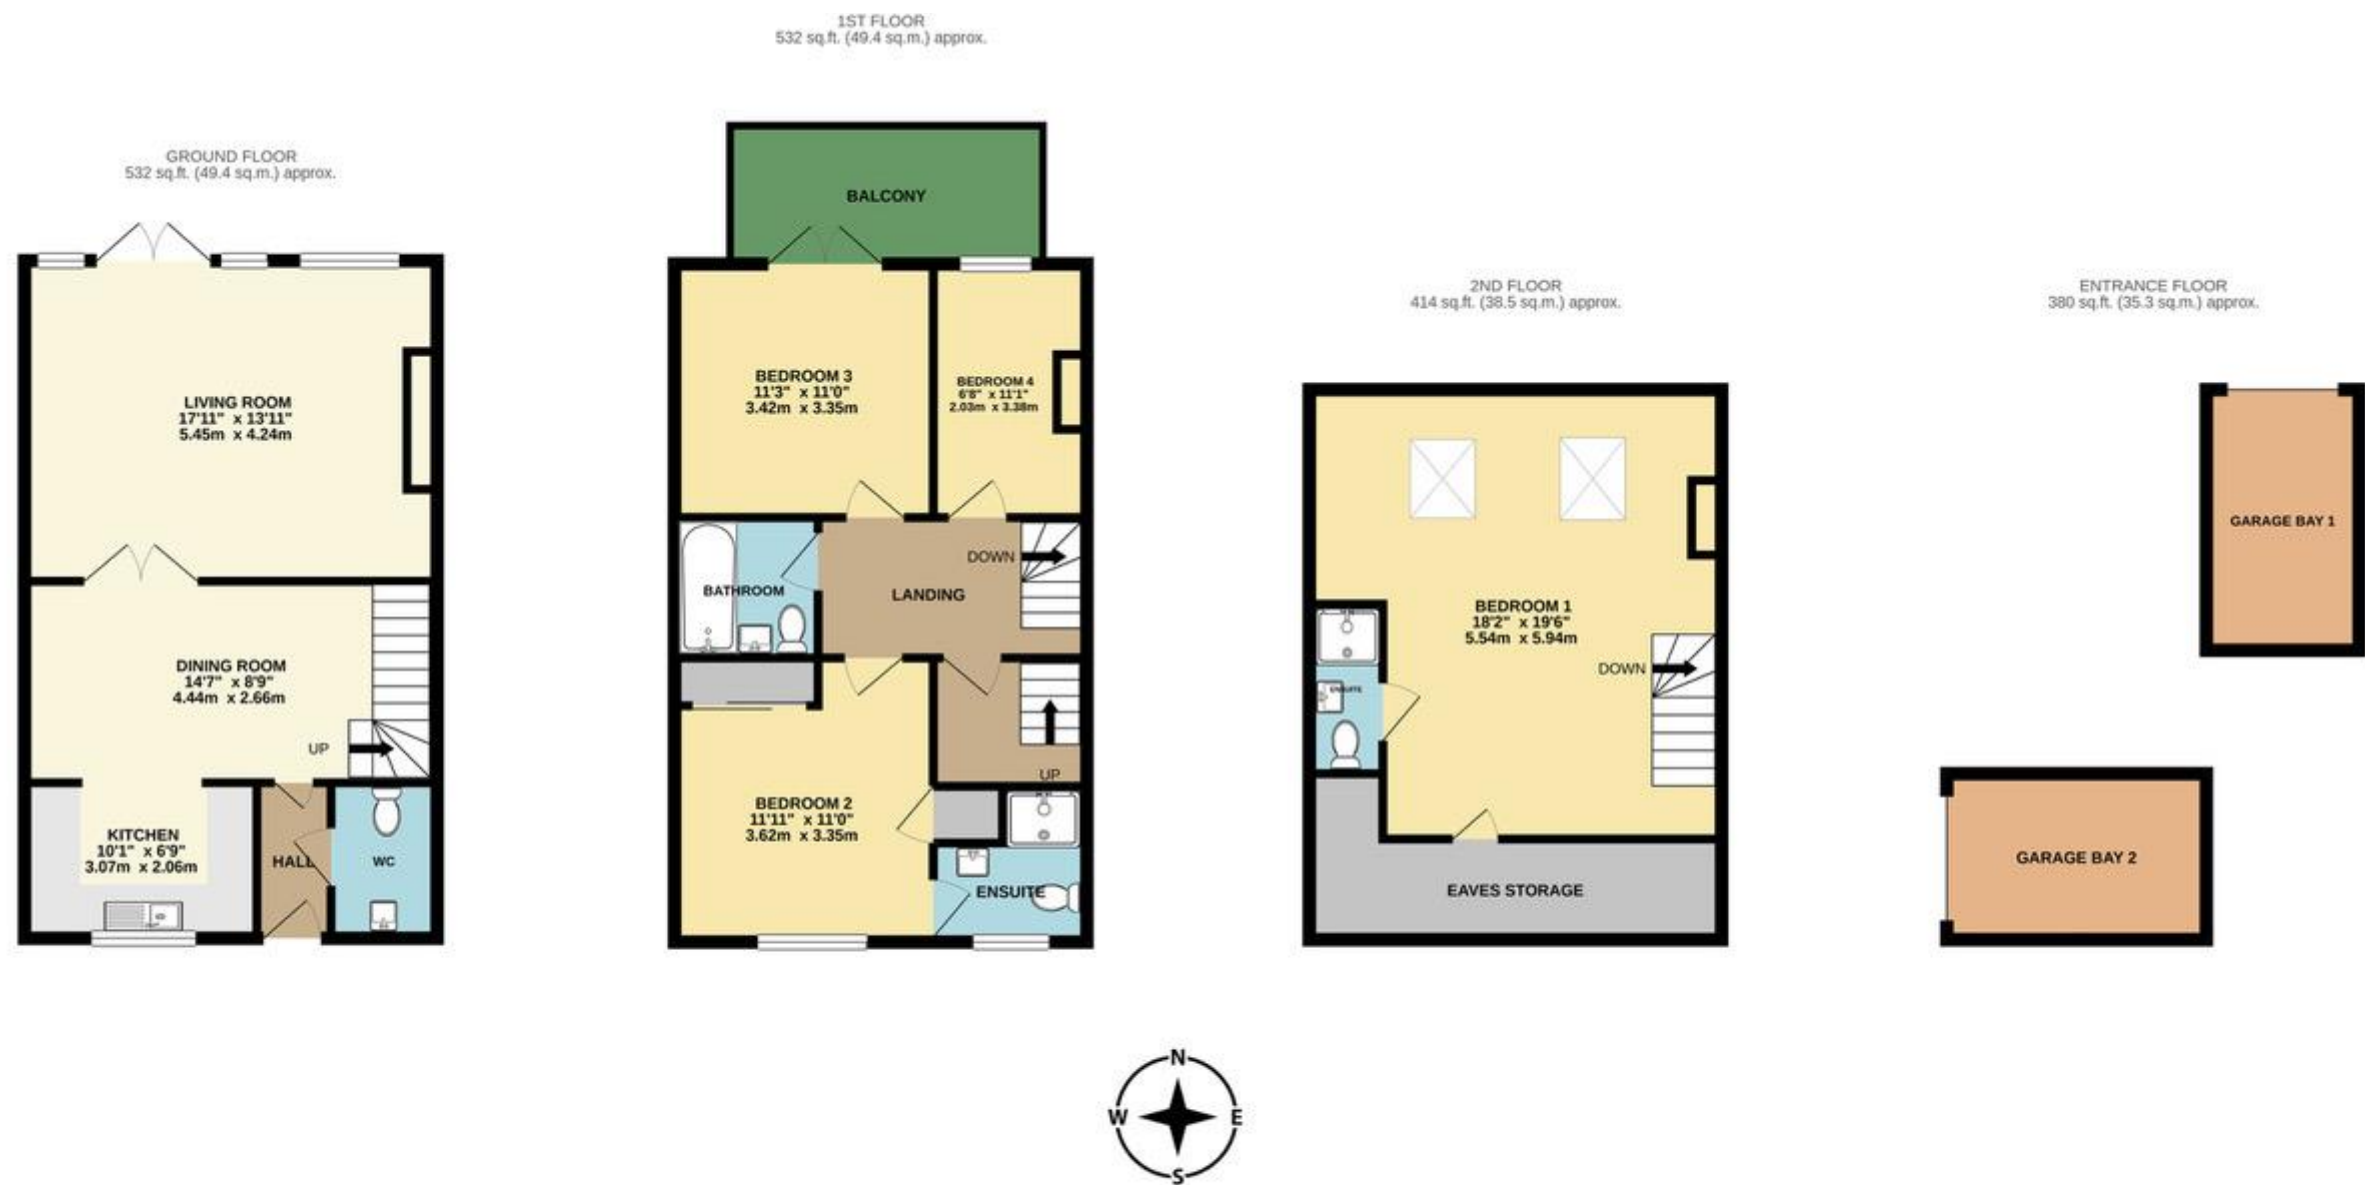 GROUND FLOOR
532 sq.ft. (49.4 sq.m.) approx.
LIVING ROOM
17'11" x 13'11"
5.45m x 4.24m
DINING ROOM
14'7" x 8'9"
4.44m x 2.66m
UP
KITCHEN
10'1" x 6'9"
3.07m x 2.06m
HALL
WC
1ST FLOOR
532 sq.ft. (49.4 sq.m.) approx.
BALCONY
BEDROOM 3
11'3" x 11'0"
3.42m x 3.35m
BEDROOM 4
6'8" x 11'1"
2.03m x 3.38m
DOWN
BATHROOM
LANDING
UP
BEDROOM 2
11'11" x 11'0"
3.62m x 3.35m
ENSUITE
2ND FLOOR
414 sq.ft. (38.5 sq.m.) approx.
BEDROOM 1
18'2" x 19'6"
5.54m x 5.94m
DOWN
ENSUITE
EAVES STORAGE
ENTRANCE FLOOR
380 sq.ft. (35.3 sq.m.) approx.
GARAGE BAY 1
GARAGE BAY 2
N
W E
S